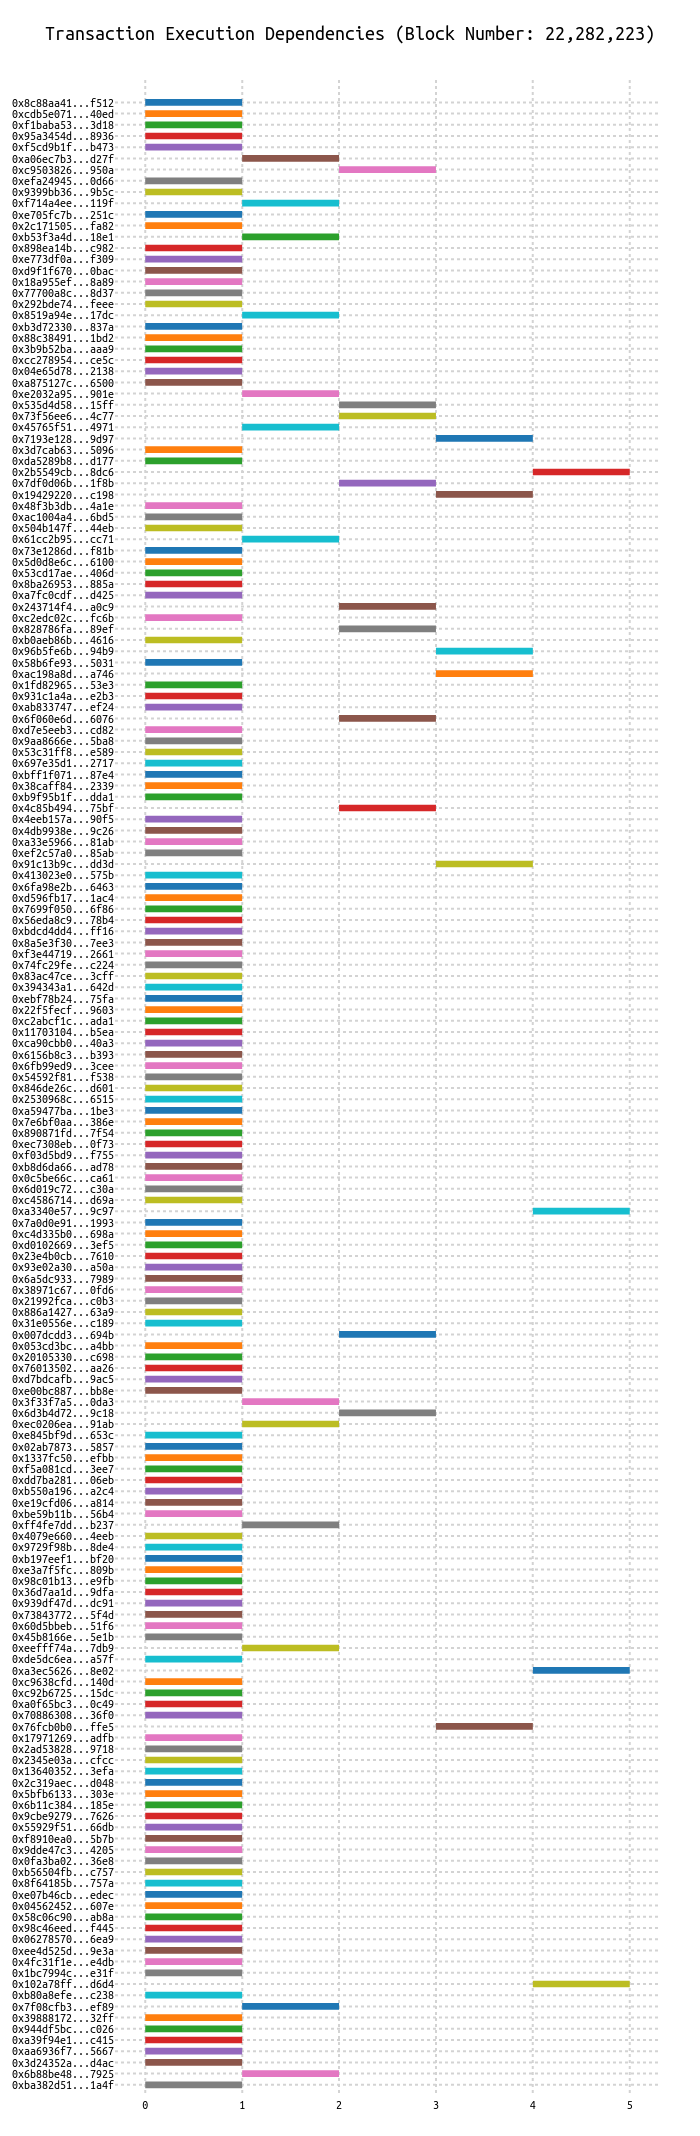 Transaction Execution Dependencies (Block Number: 22,282,223)
0x8c88aa41...f512
0xcdb5e071...40ed
0xf1baba53...3d18
0x95a3454d...8936
0xf5cd9b1f...b473
0xa06ec7b3...d27f
0xc9503826...950a
0xefa24945...0d66
0x9399bb36...9b5c
0xf714a4ee...119f
0xe705fc7b...251c
0x2c171505...fa82
0xb53f3a4d...18e1
0x898ea14b...c982
0xe773df0a...f309
0xd9f1f670...0bac
0x18a955ef...8a89
0x77700a8c...8d37
0x292bde74...feee
0x8519a94e...17dc
0xb3d72330...837a
0x88c38491...1bd2
0x3b9b52ba...aaa9
0xcc278954...ce5c
0x04e65d78...2138
0xa875127c...6500
0xe2032a95...901e
0x535d4d58...15ff
0x73f56ee6...4c77
0x45765f51...4971
0x7193e128...9d97
0x3d7cab63...5096
0xda5289b8...d177
0x2b5549cb...8dc6
0x7df0d06b...1f8b
0x19429220...c198
0x48f3b3db...4a1e
0xac1004a4...6bd5
0x504b147f...44eb
0x61cc2b95...cc71
0x73e1286d...f81b
0x5d0d8e6c...6100
0x53cd17ae...406d
0x8ba26953...885a
0xa7fc0cdf...d425
0x243714f4...a0c9
0xc2edc02c...fc6b
0x828786fa...89ef
0xb0aeb86b...4616
0x96b5fe6b...94b9
0x58b6fe93...5031
0xac198a8d...a746
0x1fd82965...53e3
0x931c1a4a...e2b3
0xab833747...ef24
0x6f060e6d...6076
0xd7e5eeb3...cd82
0x9aa8666e...5ba8
0x53c31ff8...e589
0x697e35d1...2717
0xbff1f071...87e4
0x38caff84...2339
0xb9f95b1f...dda1
0x4c85b494...75bf
0x4eeb157a...90f5
0x4db9938e...9c26
0xa33e5966...81ab
0xef2c57a0...85ab
0x91c13b9c...dd3d
0x413023e0...575b
0x6fa98e2b...6463
0xd596fb17...1ac4
0x7699f050...6f86
0x56eda8c9...78b4
0xbdcd4dd4...ff16
0x8a5e3f30...7ee3
0xf3e44719...2661
0x74fc29fe...c224
0x83ac47ce...3cff
0x394343a1...642d
0xebf78b24...75fa
0x22f5fecf...9603
0xc2abcf1c...ada1
0x11703104...b5ea
0xca90cbb0...40a3
0x6156b8c3...b393
0x6fb99ed9...3cee
0x54592f81...f538
0x846de26c...d601
0x2530968c...6515
0xa59477ba...1be3
0x7e6bf0aa...386e
0x890871fd...7f54
0xec7308eb...0f73
0xf03d5bd9...f755
0xb8d6da66...ad78
0x0c5be66c...ca61
0x6d019c72...c30a
0xc4586714...d69a
0xa3340e57...9c97
0x7a0d0e91...1993
0xc4d335b0...698a
0xd0102669...3ef5
0x23e4b0cb...7610
0x93e02a30...a50a
0x6a5dc933...7989
0x38971c67...0fd6
0x21992fca...c0b3
0x886a1427...63a9
0x31e0556e...c189
0x007dcdd3...694b
0x053cd3bc...a4bb
0x20105330...c698
0x76013502...aa26
0xd7bdcafb...9ac5
0xe00bc887...bb8e
0x3f33f7a5...0da3
0x6d3b4d72...9c18
0xec0206ea...91ab
0xe845bf9d...653c
0x02ab7873...5857
0x1337fc50...efbb
0xf5a081cd...3ee7
0xdd7ba281...06eb
0xb550a196...a2c4
0xe19cfd06...a814
0xbe59b11b...56b4
0xff4fe7dd...b237
0x4079e660...4eeb
0x9729f98b...8de4
0xb197eef1...bf20
0xe3a7f5fc...809b
0x98c01b13...e9fb
0x36d7aa1d...9dfa
0x939df47d...dc91
0x73843772...5f4d
0x60d5bbeb...51f6
0x45b8166e...5e1b
0xeefff74a...7db9
0xde5dc6ea...a57f
0xa3ec5626...8e02
0xc9638cfd...140d
0xc92b6725...15dc
0xa0f65bc3...0c49
0x70886308...36f0
0x76fcb0b0...ffe5
0x17971269...adfb
0x2ad53828...9718
0x2345e03a...cfcc
0x13640352...3efa
0x2c319aec...d048
0x5bfb6133...303e
0x6b11c384...185e
0x9cbe9279...7626
0x55929f51...66db
0xf8910ea0...5b7b
0x9dde47c3...4205
0x0fa3ba02...36e8
0xb56504fb...c757
0x8f64185b...757a
0xe07b46cb...edec
0x04562452...607e
0x58c06c90...ab8a
0x98c46eed...f445
0x06278570...6ea9
0xee4d525d...9e3a
0x4fc31f1e...e4db
0x1bc7994c...e31f
0x102a78ff...d6d4
0xb80a8efe...c238
0x7f08cfb3...ef89
0x39888172...32ff
0x944df5bc...c026
0xa39f94e1...c415
0xaa6936f7...5667
0x3d24352a...d4ac
0x6b88be48...7925
0xba382d51...1a4f
0 1 2 3 4 5